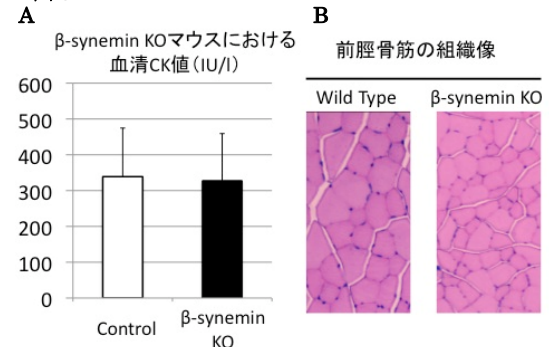 A
β-synemin KOマウスにおける
血清CK値（IU/l）
600
500
400
300
200
100
0
Control
β-synemin
KO
B
前脛骨筋の組織像
Wild Type
β-synemin KO